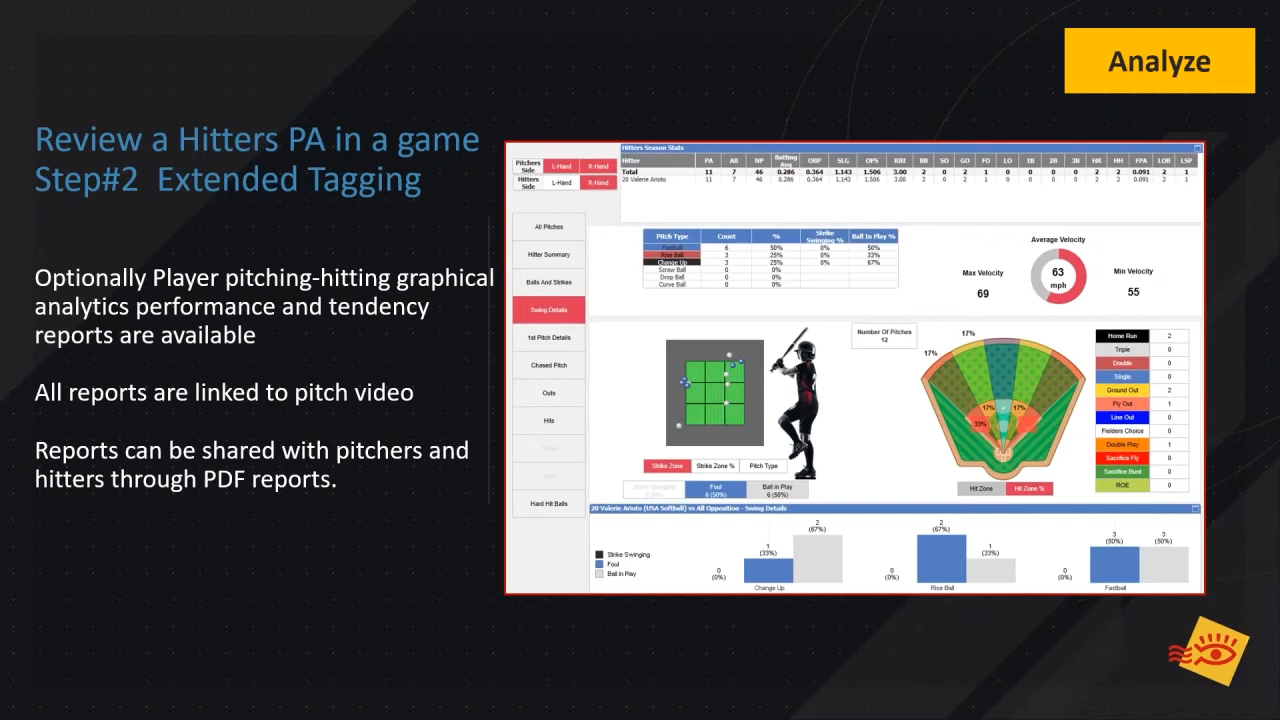 Analyze
Review a Hitters PA in a game
Step#2 Extended Tagging
Optionally Player pitching-hitting graphical
analytics performance and tendency
reports are available
All reports are linked to pitch video
Reports can be shared with pitchers and
hitters through PDF reports.
Pitchers Side L-Hand R-Hand
Hitters Side L-Hand R-Hand
Hitters Season Stats
Hitter PA AB NP Batting Avg OBP SLG OPS RBI BB SO GO FO LO 1B 2B 3B HR HH FPA LOB LSP
Total 11 7 46 0.286 0.364 1.143 1.506 3.00 2 0 2 1 0 0 0 0 2 2 0.091 2 1
20 Valerie Arioto 11 7 46 0.286 0.364 1.143 1.506 3.00 2 0 2 1 0 0 0 0 2 2 0.091 2 1
All Pitches
Hitter Summary
Balls And Strikes
Swing Details
1st Pitch Details
Chased Pitch
Outs
Hits
Hard Hit Balls
Pitch Type Count % Strike Swinging % Ball In Play %
Fastball 6 50% 0% 50%
Rise Ball 3 25% 0% 33%
Change Up 3 25% 0% 67%
Screw Ball 0 0%
Drop Ball 0 0%
Curve Ball 0 0%
Average Velocity
63
mph
Max Velocity
69
Min Velocity
55
Number Of Pitches
12
Strike Zone Strike Zone % Pitch Type
Strike Swinging
0 (0%)
Foul
6 (50%)
Ball in Play
6 (50%)
17%
17%
17%
17%
33%
Hit Zone Hit Zone %
Home Run 2
Triple 0
Double 0
Single 0
Ground Out 2
Fly Out 1
Line Out 0
Fielders Choice 0
Double Play 1
Sacrifice Fly 0
Sacrifice Bunt 0
ROE 0
20 Valerie Arioto (USA Softball) vs All Opposition - Swing Details
Strike Swinging
Foul
Ball in Play
0
(0%)
1
(33%)
2
(67%)
Change Up
0
(0%)
2
(67%)
1
(33%)
Rise Ball
0
(0%)
3
(50%)
3
(50%)
Fastball